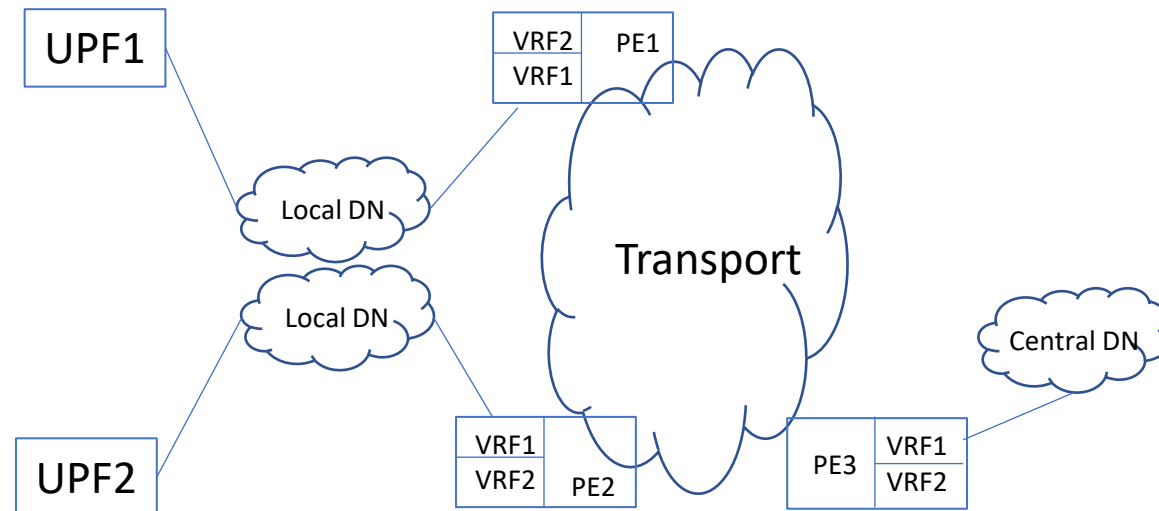 UPF1
VRF2
PE1
VRF1
Local DN
Transport
Local DN
Central DN
VRF1
VRF2
PE2
PE3
VRF1
VRF2
UPF2